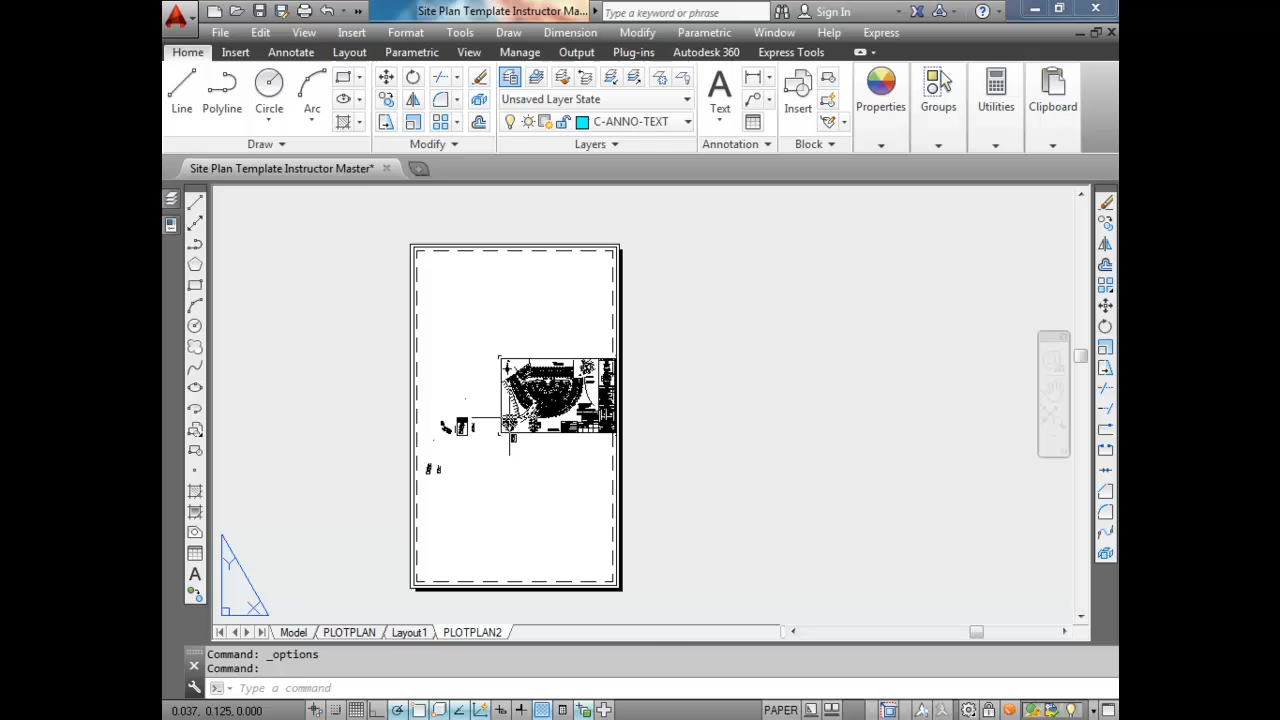 Site Plan Template Instructor Ma...
Type a keyword or phrase
Sign In
File Edit View Insert Format Tools Draw Dimension Modify Parametric Window Help Express
Home Insert Annotate Layout Parametric View Manage Output Plug-ins Autodesk 360 Express Tools
Line Polyline Circle Arc
Unsaved Layer State
C-ANNO-TEXT
Text
Insert
Properties Groups Utilities Clipboard
Draw Modify Layers Annotation Block
Site Plan Template Instructor Master*
Y
X
Model PLOTPLAN Layout1 PLOTPLAN2
Command: _options
Command:
Type a command
0.037, 0.125, 0.000
PAPER